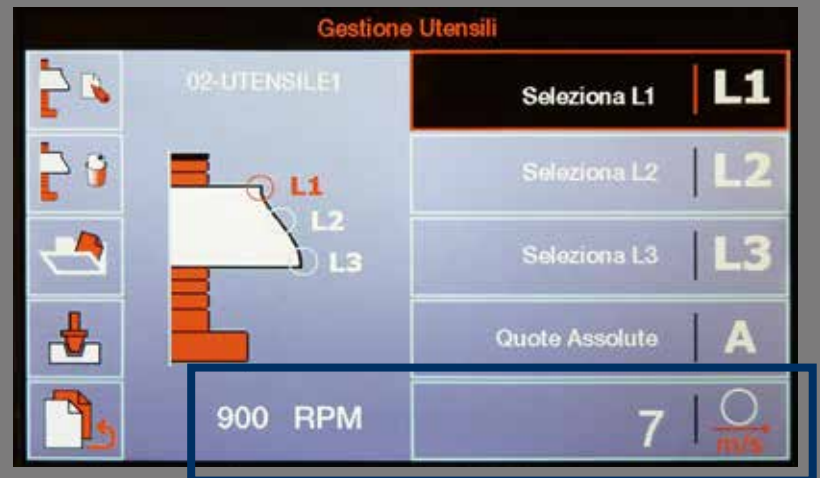 Gestione Utensili
02-UTENSILE1
Seleziona L1
L1
Seleziona L2
L2
Seleziona L3
L3
Quote Assolute
A
L1
L2
L3
900 RPM
7
m/s